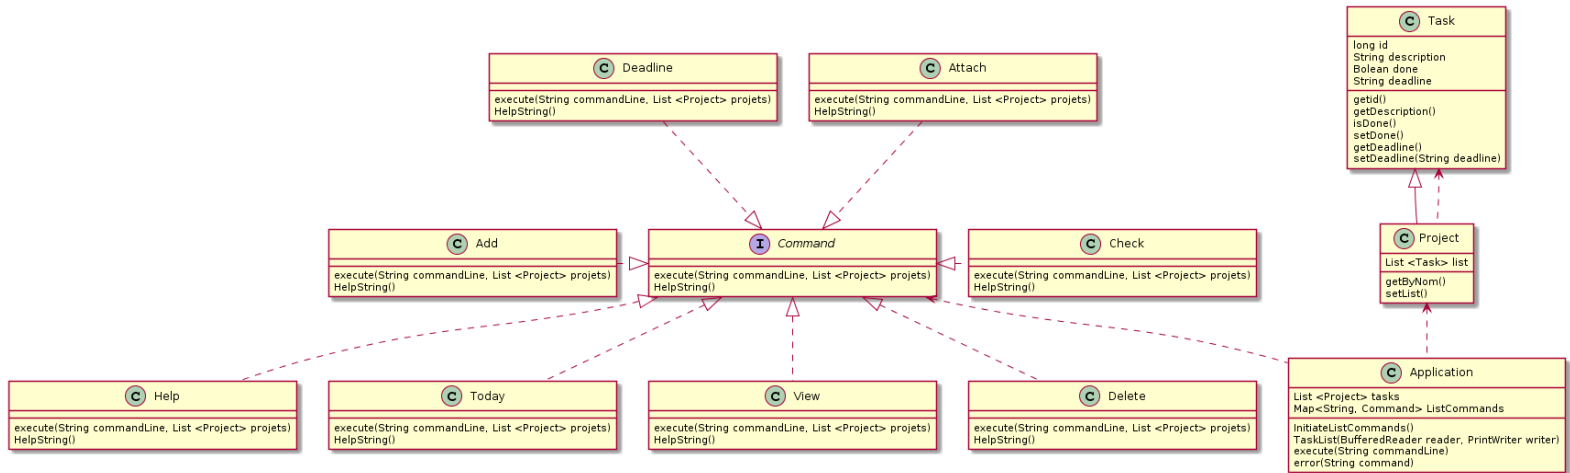 C Task
long id
String description
Bolean done
String deadline
getid()
getDescription()
isDone()
setDone()
getDeadline()
setDeadline(String deadline)
C Deadline
execute(String commandLine, List <Project> projets)
HelpString()
C Attach
execute(String commandLine, List <Project> projets)
HelpString()
C Add
execute(String commandLine, List <Project> projets)
HelpString()
I Command
execute(String commandLine, List <Project> projets)
HelpString()
C Check
execute(String commandLine, List <Project> projets)
HelpString()
C Project
List <Task> list
getByNom()
setList()
C Help
execute(String commandLine, List <Project> projets)
HelpString()
C Today
execute(String commandLine, List <Project> projets)
HelpString()
C View
execute(String commandLine, List <Project> projets)
HelpString()
C Delete
execute(String commandLine, List <Project> projets)
HelpString()
C Application
List <Project> tasks
Map<String, Command> ListCommands
InitiateListCommands()
TaskList(BufferedReader reader, PrintWriter writer)
execute(String commandLine)
error(String command)